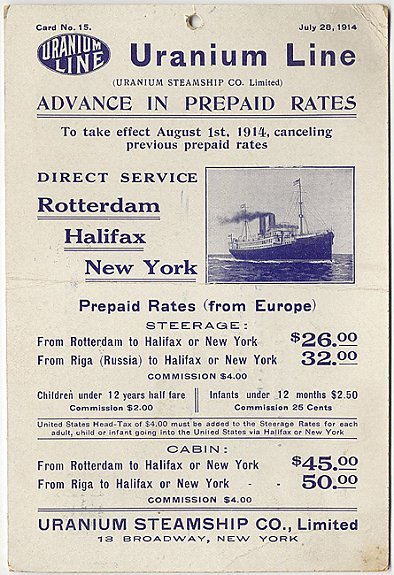 Card No. 15.
July 28, 1914
URANIUM
LINE
Uranium Line
(URANIUM STEAMSHIP CO. Limited)
ADVANCE IN PREPAID RATES
To take effect August 1st, 1914, canceling
previous prepaid rates
DIRECT SERVICE
Rotterdam
Halifax
New York
Prepaid Rates (from Europe)
STEERAGE:
From Rotterdam to Halifax or New York $26.00
From Riga (Russia) to Halifax or New York 32.00
COMMISSION $4.00
Children under 12 years half fare
Commission $2.00
Infants under 12 months $2.50
Commission 25 Cents
United States Head-Tax of $4.00 must be added to the Steerage Rates for each
adult, child or infant going into the United States via Halifax or New York
CABIN:
From Rotterdam to Halifax or New York $45.00
From Riga to Halifax or New York - - 50.00
COMMISSION $4.00
URANIUM STEAMSHIP CO., Limited
13 BROADWAY, NEW YORK